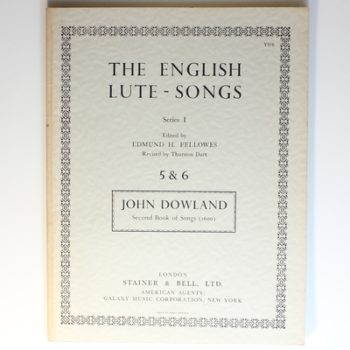 THE ENGLISH
LUTE - SONGS
Series I
Edited by
EDMUND H. FELLOWES
Revised by Thurston Dart
5 & 6
JOHN DOWLAND
Second Book of Songs (1600)
LONDON
STAINER & BELL, LTD.
AMERICAN AGENTS:
GALAXY MUSIC CORPORATION, NEW YORK